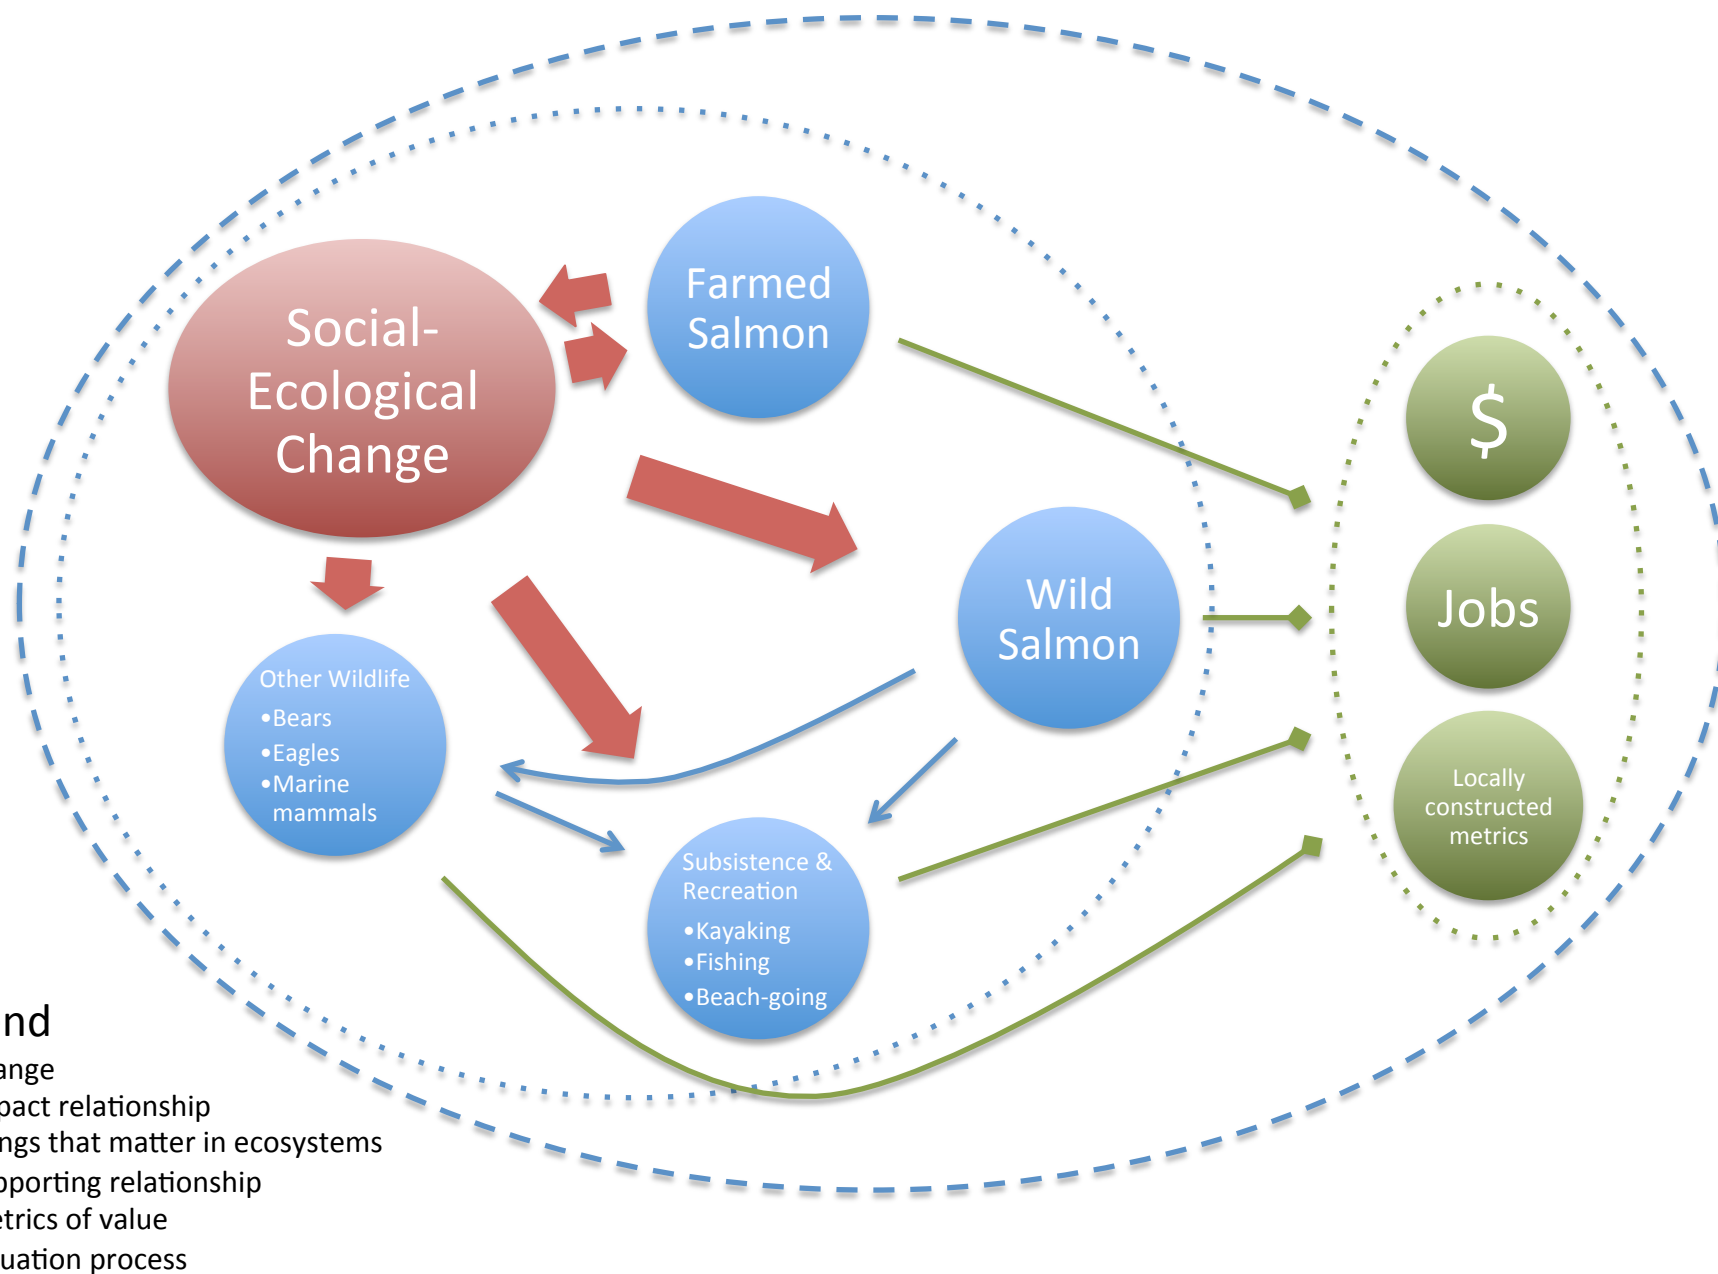 Social-
Ecological
Change
Farmed
Salmon
Wild
Salmon
Other Wildlife
•Bears
•Eagles
•Marine
mammals
Subsistence &
Recreation
•Kayaking
•Fishing
•Beach-going
$
Jobs
Locally
constructed
metrics
nd
ange
pact relationship
ngs that matter in ecosystems
pporting relationship
etrics of value
uation process